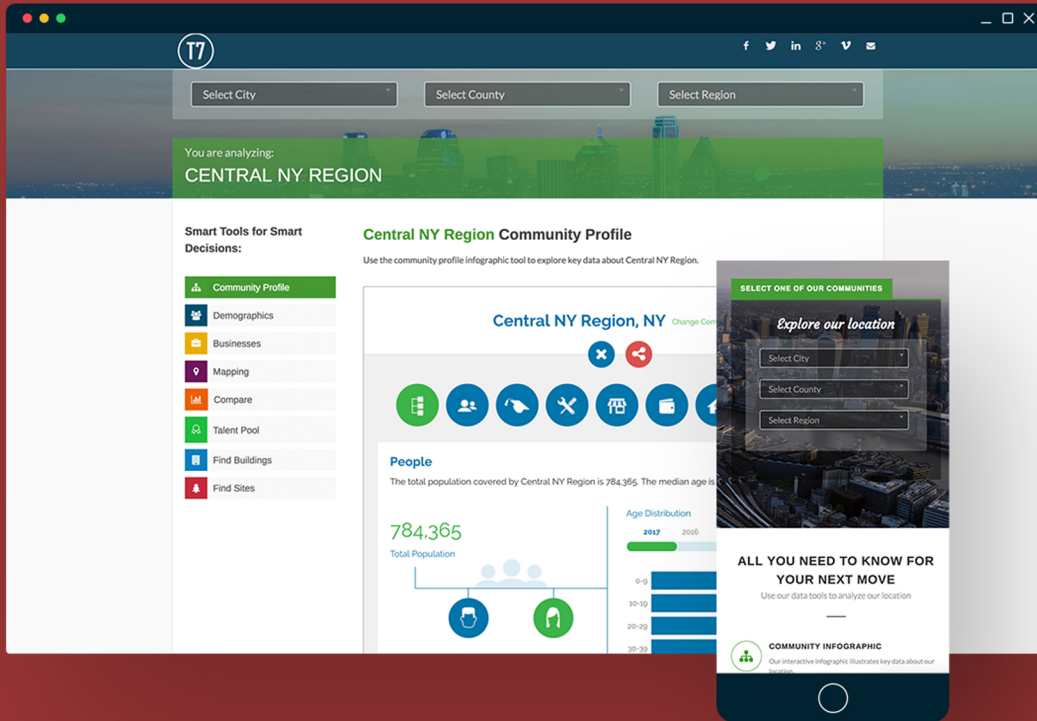 T7
f in g+
Select City
Select County
Select Region
You are analyzing:
CENTRAL NY REGION
Smart Tools for Smart
Decisions:
Community Profile
Demographics
Businesses
Mapping
Compare
Talent Pool
Find Buildings
Find Sites
Central NY Region Community Profile
Use the community profile infographic tool to explore key data about Central NY Region.
Central NY Region, NY
Change
People
The total population covered by Central NY Region is 784,365. The median age is
784,365
Total Population
Age Distribution
2017 2016
0-9
10-19
20-29
30-39
SELECT ONE OF OUR COMMUNITIES
Explore our location
Select City
Select County
Select Region
ALL YOU NEED TO KNOW FOR
YOUR NEXT MOVE
Use our data tools to analyze our location
COMMUNITY INFOGRAPHIC
Our interactive infographic illustrates key data about our
location.